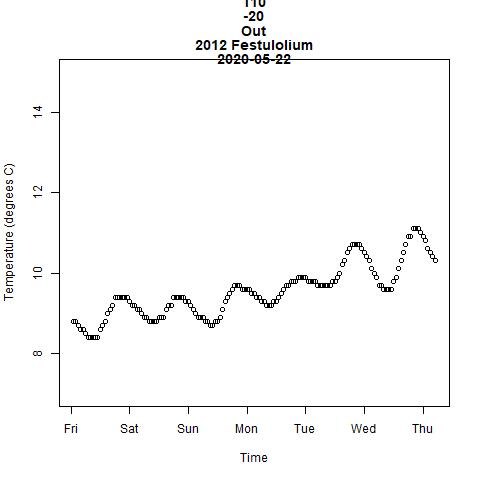 110
-20
Out
2012 Festulolium
2020-05-22
14
12
10
8
Temperature (degrees C)
Fri Sat Sun Mon Tue Wed Thu
Time